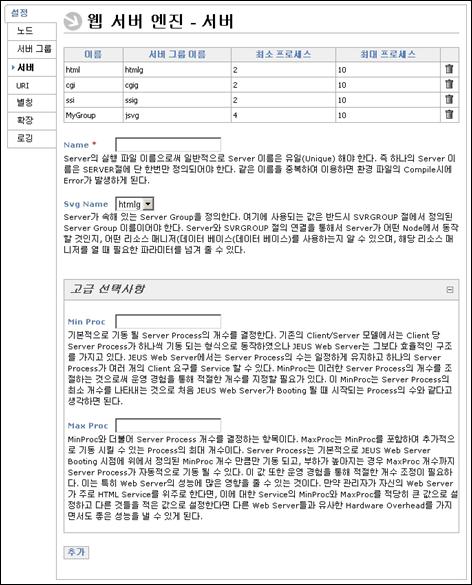 설정
노드
서버 그룹
서버
URI
별칭
확장
로깅
웹 서버 엔진 - 서버
이름 서버 그룹 이름 최소 프로세스 최대 프로세스
html htmlg 2 10
cgi cgig 2 10
ssi ssig 2 10
MyGroup jsvg 4 10
Name *
Server의 실행 파일 이름으로써 일반적으로 Server 이름은 유일(Unique) 해야 한다. 즉 하나의 Server 이
름은 SERVER절에 단 한번만 정의되어야 한다. 같은 이름을 중복하여 이용하면 환경 파일의 Compile시에
Error가 발생하게 된다.
Svg Name htmlg
Server가 속해 있는 Server Group을 정의한다. 여기에 사용되는 값은 반드시 SVRGROUP 절에서 정의된
Server Group 이름이어야 한다. Server와 SVRGROUP 절의 연결을 통해서 Server가 어떤 Node에서 동작
할 것인지, 어떤 리소스 매니저(데이터 베이스(데이터 베이스)를 사용하는지 알 수 있으며, 해당 리소스 매
니저를 열 때 필요한 파라미터를 넘겨 줄 수 있다.
고급 선택사항
Min Proc
기본적으로 기동 될 Server Process의 개수를 결정한다. 기존의 Client/Server 모델에서는 Client 당
Server Process가 하나씩 기동 되는 형식으로 동작하였으나 JEUS Web Server는 그보다 효율적인 구조
를 가지고 있다. JEUS Web Server에서는 Server Process의 수는 일정하게 유지하고 하나의 Server
Process가 여러 개의 Client 요구를 Service 할 수 있다. MinProc는 이러한 Server Process의 개수를 조
절하는 것으로써 운영 경험을 통해 적절한 개수를 지정할 필요가 있다. 이 MinProc는 Server Process의
최소 개수를 나타내는 것으로 처음 JEUS Web Server가 Booting 될 때 시작되는 Process의 수와 같다고
생각하면 된다.
Max Proc
MinProc와 더불어 Server Process 개수를 결정하는 항목이다. MaxProc는 MinProc를 포함하여 추가적으
로 기동 시킬 수 있는 Process의 최대 개수이다. Server Process는 기본적으로 JEUS Web Server
Booting 시점에 위에서 정의된 MinProc 개수 만큼만 기동 되고, 부하가 높아지는 경우 MaxProc 개수까지
Server Process가 자동적으로 기동 될 수 있다. 이 값 또한 운영 경험을 통해 적절한 개수 조정이 필요하
다. 이는 특히 Web Server의 성능에 많은 영향을 줄 수 있는 것이다. 만약 관리자가 자신의 Web Server
가 주로 HTML Service를 위주로 한다면, 이에 대한 Service의 MinProc와 MaxProc를 적당히 큰 값으로 설
정하고 다른 것들을 적은 값으로 설정한다면 다른 Web Server들과 유사한 Hardware Overhead를 가지
면서도 좋은 성능을 낼 수 있게 된다.
추가